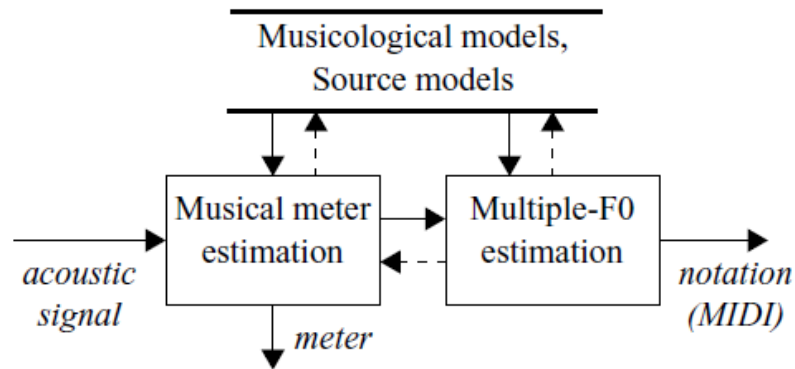 Musicological models,
Source models
Musical meter
estimation
Multiple-F0
estimation
acoustic
signal
notation
(MIDI)
meter